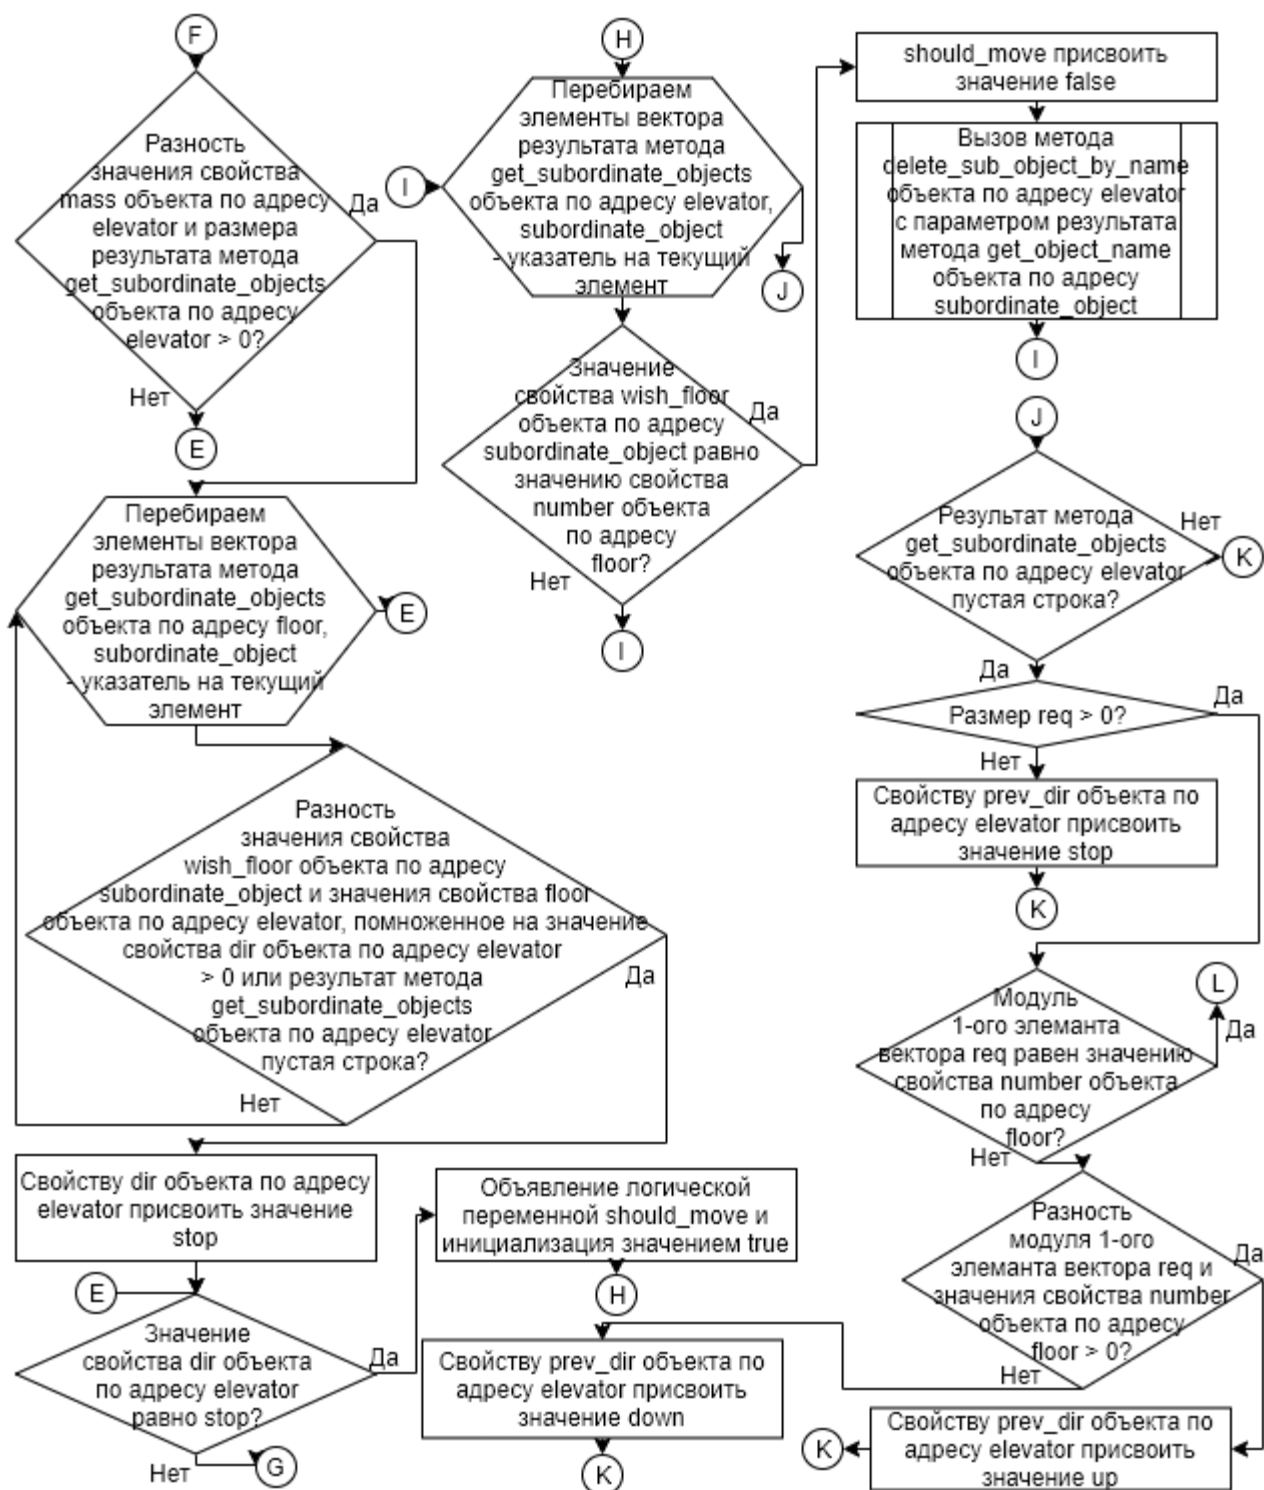 F
Разность
значения свойства
mass объекта по адресу
elevator и размера
результата метода
get_subordinate_objects
объекта по адресу
elevator > 0?
Да
Нет
E
Перебираем
элементы вектора
результата метода
get_subordinate_objects
объекта по адресу floor,
subordinate_object
- указатель на текущий
элемент
E
Разность
значения свойства
wish_floor объекта по адресу
subordinate_object и значения свойства floor
объекта по адресу elevator, помноженное на значение
свойства dir объекта по адресу elevator
> 0 или результат метода
get_subordinate_objects
объекта по адресу elevator
пустая строка?
Да
Нет
Свойству dir объекта по адресу
elevator присвоить значение
stop
E
Значение
свойства dir объекта
по адресу elevator
равно stop?
Да
Нет
G
H
Перебираем
элементы вектора
результата метода
get_subordinate_objects
объекта по адресу elevator,
subordinate_object
- указатель на текущий
элемент
I
J
Значение
свойства wish_floor
объекта по адресу
subordinate_object равно
значению свойства
number объекта
по адресу
floor?
Да
Нет
I
Объявление логической
переменной should_move и
инициализация значением true
H
Свойству prev_dir объекта по
адресу elevator присвоить
значение down
K
should_move присвоить
значение false
Вызов метода
delete_sub_object_by_name
объекта по адресу elevator
с параметром результата
метода get_object_name
объекта по адресу
subordinate_object
I
J
Результат метода
get_subordinate_objects
объекта по адресу elevator
пустая строка?
Нет
K
Да
Размер req > 0?
Да
Нет
Свойству prev_dir объекта по
адресу elevator присвоить
значение stop
K
Модуль
1-ого элеманта
вектора req равен значению
свойства number объекта
по адресу
floor?
L
Да
Нет
Разность
модуля 1-ого
элеманта вектора req и
значения свойства number
объекта по адресу
floor > 0?
Да
Нет
Свойству prev_dir объекта по
адресу elevator присвоить
значение up
K